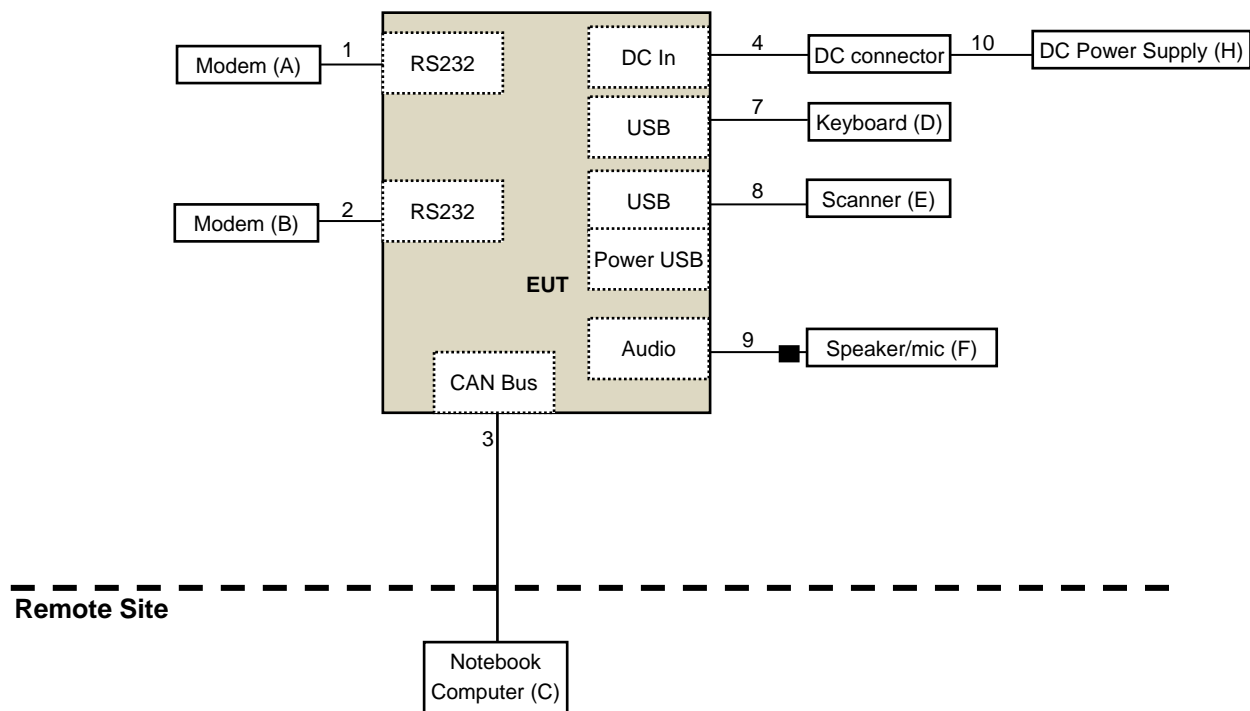 1
4
10
Modem (A)
RS232
DC In
DC connector
DC Power Supply (H)
7
USB
Keyboard (D)
2
8
Modem (B)
RS232
USB
Scanner (E)
Power USB
EUT
9
Audio
Speaker/mic (F)
CAN Bus
3
Remote Site
Notebook
Computer (C)